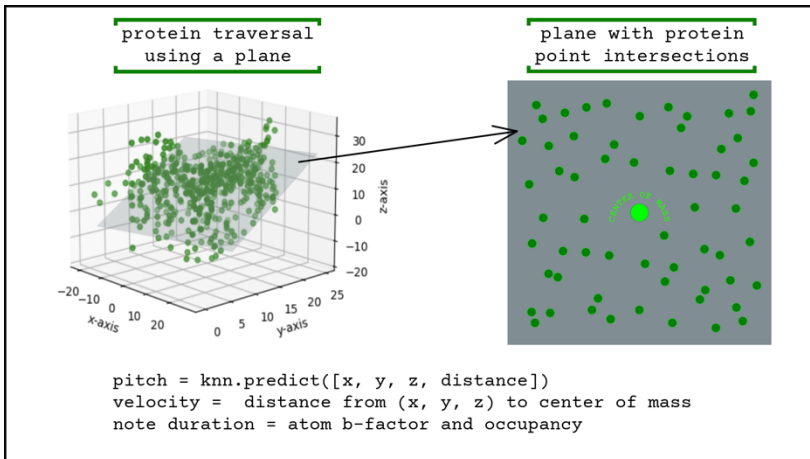 protein traversal
using a plane
plane with protein
point intersections
30
20
10
0
−10
−20
z-axis
−20
−10
0
10
20
x-axis
0
5
10
15
20
25
y-axis
CENTER OF MASS
pitch = knn.predict([x, y, z, distance])
velocity =  distance from (x, y, z) to center of mass
note duration = atom b-factor and occupancy